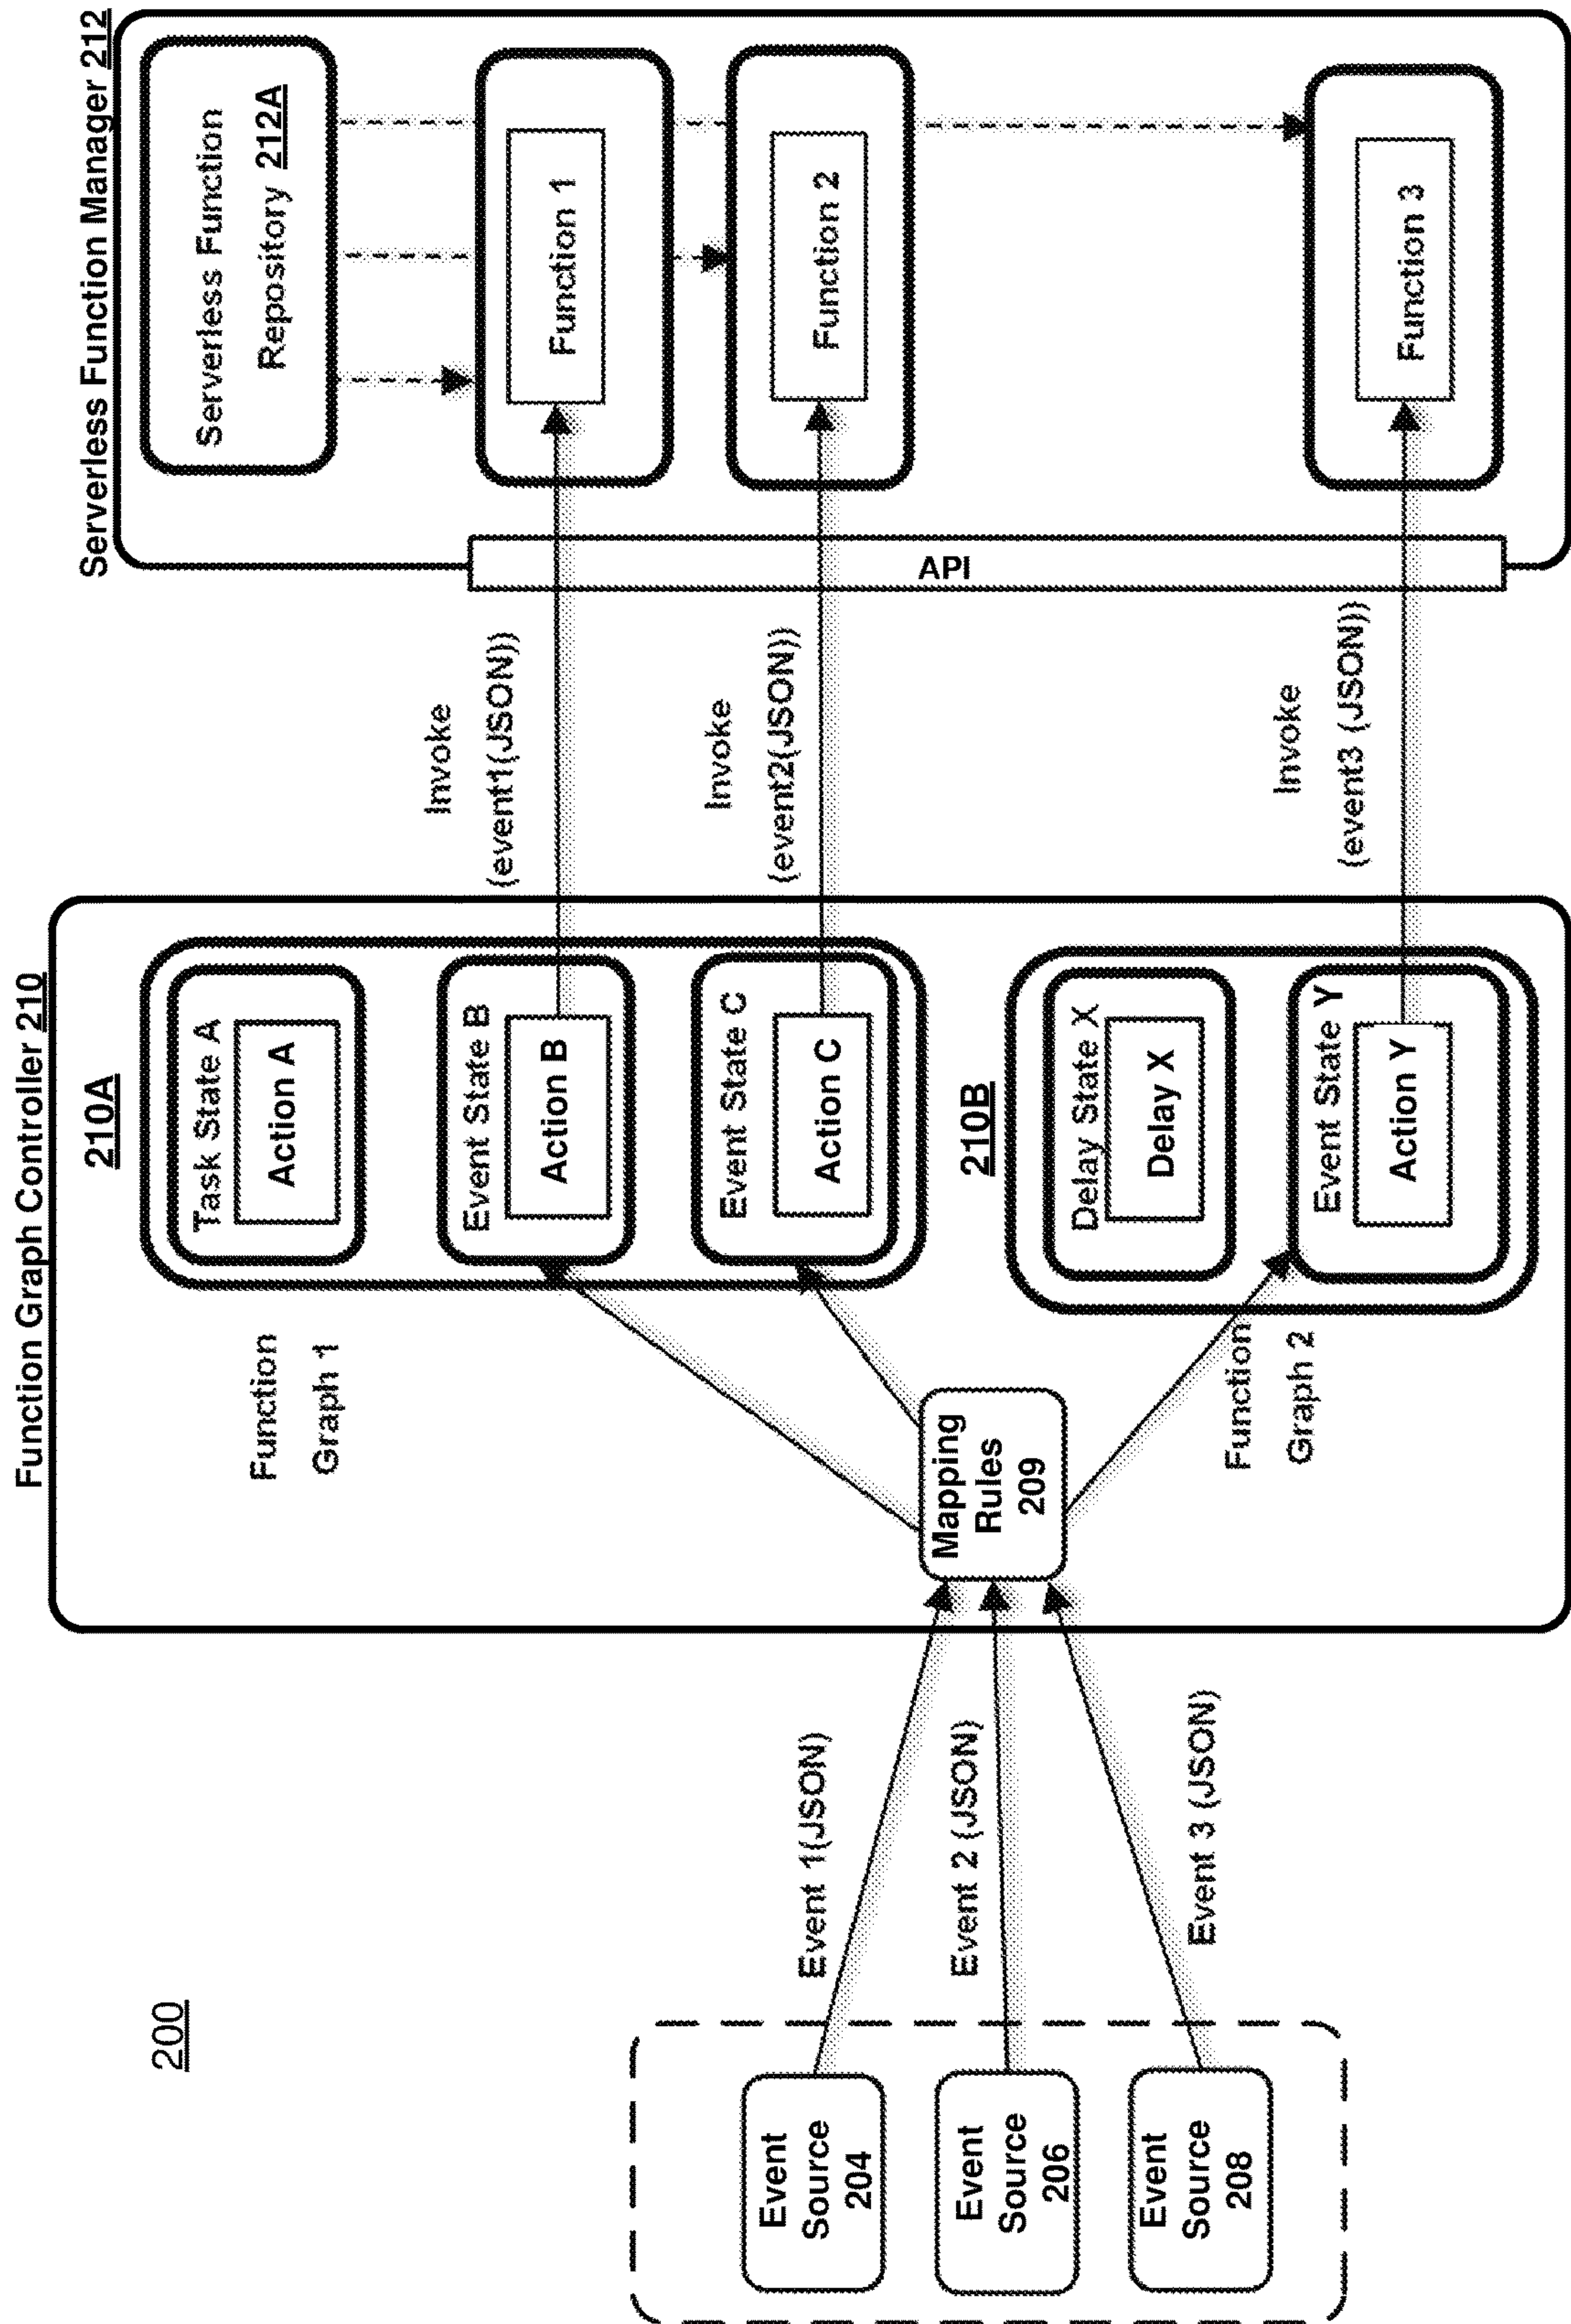 200
Event
Source
204
Event
Source
206
Event
Source
208
Event 1(JSON)
Event 2 (JSON)
Event 3 (JSON)
Function Graph Controller 210
Mapping
Rules
209
Function
Graph 1
210A
Task State A
Action A
Event State B
Action B
Event State C
Action C
Function
Graph 2
210B
Delay State X
Delay X
Event State Y
Action Y
Invoke
(event1(JSON))
Invoke
(event2(JSON))
Invoke
(event3 (JSON))
Serverless Function Manager 212
API
Serverless Function
Repository 212A
Function 1
Function 2
Function 3